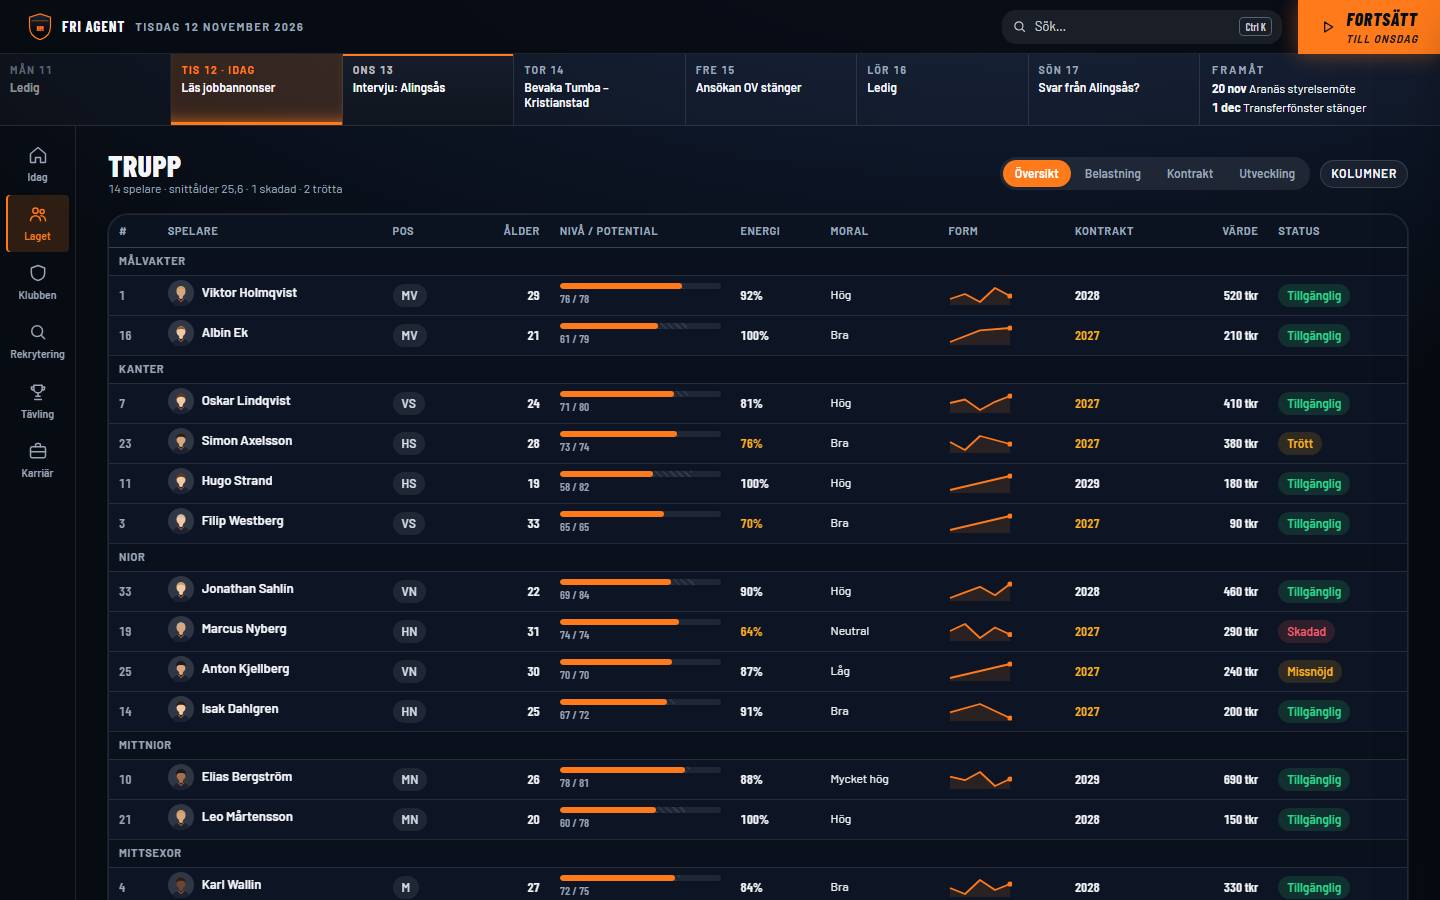 FRI AGENT TISDAG 12 NOVEMBER 2026
Sök... Ctrl K
FORTSÄTT
TILL ONSDAG
MÅN 11
Ledig
TIS 12 · IDAG
Läs jobbannonser
ONS 13
Intervju: Alingsås
TOR 14
Bevaka Tumba –
Kristianstad
FRE 15
Ansökan OV stänger
LÖR 16
Ledig
SÖN 17
Svar från Alingsås?
FRAMÅT
20 nov Aranäs styrelsemöte
1 dec Transferfönster stänger
Idag
Laget
Klubben
Rekrytering
Tävling
Karriär
TRUPP
14 spelare · snittålder 25,6 · 1 skadad · 2 trötta
Översikt Belastning Kontrakt Utveckling KOLUMNER
# SPELARE POS ÅLDER NIVÅ / POTENTIAL ENERGI MORAL FORM KONTRAKT VÄRDE STATUS
MÅLVAKTER
1 Viktor Holmqvist MV 29 76 / 78 92% Hög 2028 520 tkr Tillgänglig
16 Albin Ek MV 21 61 / 79 100% Bra 2027 210 tkr Tillgänglig
KANTER
7 Oskar Lindqvist VS 24 71 / 80 81% Hög 2027 410 tkr Tillgänglig
23 Simon Axelsson HS 28 73 / 74 76% Bra 2027 380 tkr Trött
11 Hugo Strand HS 19 58 / 82 100% Hög 2029 180 tkr Tillgänglig
3 Filip Westberg VS 33 65 / 65 70% Bra 2027 90 tkr Tillgänglig
NIOR
33 Jonathan Sahlin VN 22 69 / 84 90% Hög 2028 460 tkr Tillgänglig
19 Marcus Nyberg HN 31 74 / 74 64% Neutral 2027 290 tkr Skadad
25 Anton Kjellberg VN 30 70 / 70 87% Låg 2027 240 tkr Missnöjd
14 Isak Dahlgren HN 25 67 / 72 91% Bra 2027 200 tkr Tillgänglig
MITTNIOR
10 Elias Bergström MN 26 78 / 81 88% Mycket hög 2029 690 tkr Tillgänglig
21 Leo Mårtensson MN 20 60 / 78 100% Hög 2028 150 tkr Tillgänglig
MITTSEXOR
4 Karl Wallin M 27 72 / 75 84% Bra 2028 330 tkr Tillgänglig